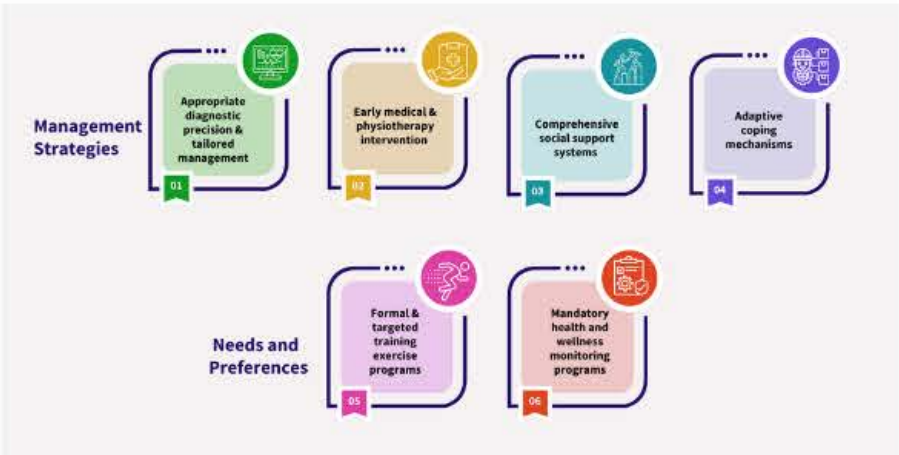 Management
Strategies
Appropriate
diagnostic
precision &
tailored
management
01
Early medical &
physiotherapy
intervention
02
Comprehensive
social support
systems
03
Adaptive
coping
mechanisms
04
Needs and
Preferences
Formal &
targeted
training
exercise
programs
05
Mandatory
health and
wellness
monitoring
programs
06